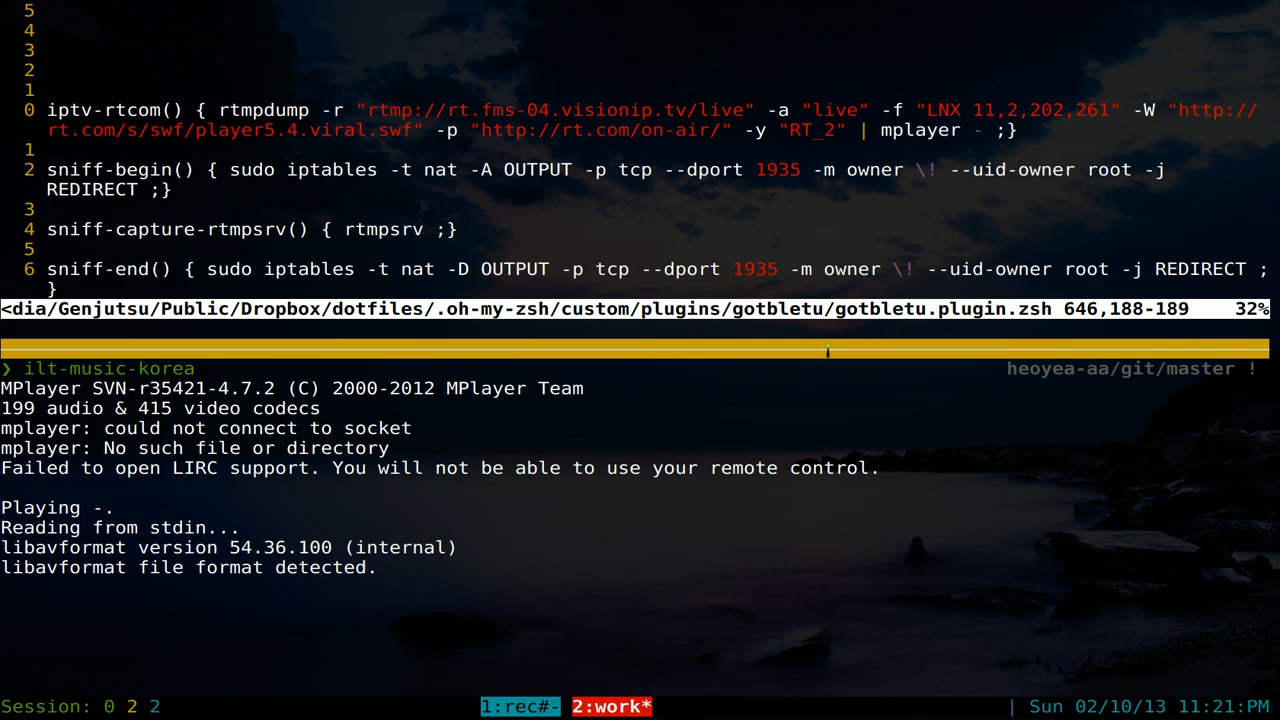 5
4
3
2
1
0 iptv-rtcom() { rtmpdump -r "rtmp://rt.fms-04.visionip.tv/live" -a "live" -f "LNX 11,2,202,261" -W "http://
rt.com/s/swf/player5.4.viral.swf" -p "http://rt.com/on-air/" -y "RT_2" | mplayer - ;}
1
2 sniff-begin() { sudo iptables -t nat -A OUTPUT -p tcp --dport 1935 -m owner \! --uid-owner root -j
REDIRECT ;}
3
4 sniff-capture-rtmpsrv() { rtmpsrv ;}
5
6 sniff-end() { sudo iptables -t nat -D OUTPUT -p tcp --dport 1935 -m owner \! --uid-owner root -j REDIRECT ;
}
<dia/Genjutsu/Public/Dropbox/dotfiles/.oh-my-zsh/custom/plugins/gotbletu/gotbletu.plugin.zsh 646,188-189 32%
❯ ilt-music-korea heoyea-aa/git/master !
MPlayer SVN-r35421-4.7.2 (C) 2000-2012 MPlayer Team
199 audio & 415 video codecs
mplayer: could not connect to socket
mplayer: No such file or directory
Failed to open LIRC support. You will not be able to use your remote control.
Playing -.
Reading from stdin...
libavformat version 54.36.100 (internal)
libavformat file format detected.
Session: 0 2 2 1:rec#- 2:work* | Sun 02/10/13 11:21:PM